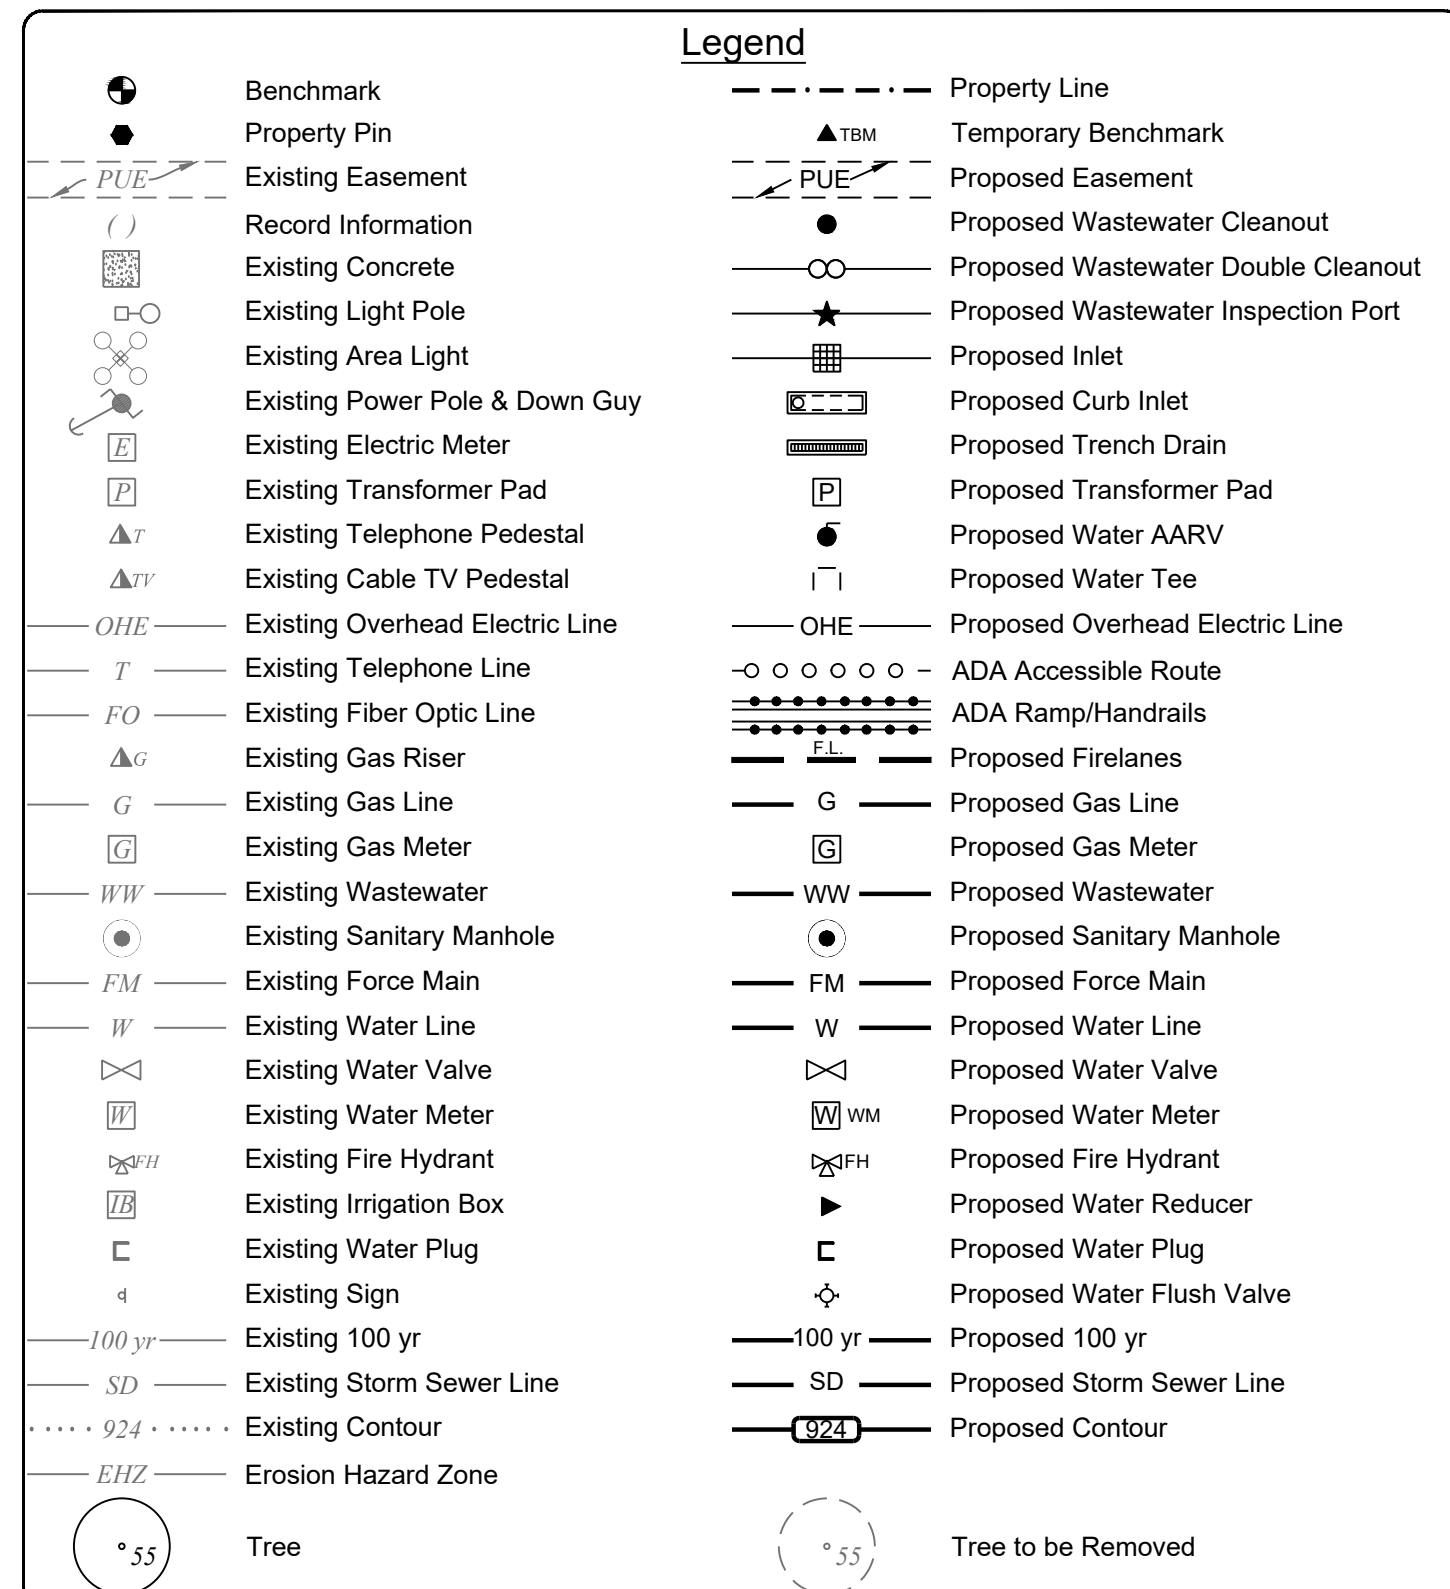 Legend
Benchmark
Property Line
Property Pin
TBM Temporary Benchmark
PUE Existing Easement
PUE Proposed Easement
( ) Record Information
Proposed Wastewater Cleanout
Existing Concrete
Proposed Wastewater Double Cleanout
Existing Light Pole
Proposed Wastewater Inspection Port
Existing Area Light
Proposed Inlet
Existing Power Pole & Down Guy
Proposed Curb Inlet
E Existing Electric Meter
Proposed Trench Drain
P Existing Transformer Pad
P Proposed Transformer Pad
T Existing Telephone Pedestal
Proposed Water AARV
TV Existing Cable TV Pedestal
Proposed Water Tee
OHE Existing Overhead Electric Line
OHE Proposed Overhead Electric Line
T Existing Telephone Line
ADA Accessible Route
FO Existing Fiber Optic Line
ADA Ramp/Handrails
G Existing Gas Riser
F.L. Proposed Firelanes
G Existing Gas Line
G Proposed Gas Line
G Existing Gas Meter
G Proposed Gas Meter
WW Existing Wastewater
WW Proposed Wastewater
Existing Sanitary Manhole
Proposed Sanitary Manhole
FM Existing Force Main
FM Proposed Force Main
W Existing Water Line
W Proposed Water Line
Existing Water Valve
Proposed Water Valve
W Existing Water Meter
W WM Proposed Water Meter
FH Existing Fire Hydrant
FH Proposed Fire Hydrant
IB Existing Irrigation Box
Proposed Water Reducer
Existing Water Plug
Proposed Water Plug
Existing Sign
Proposed Water Flush Valve
100 yr Existing 100 yr
100 yr Proposed 100 yr
SD Existing Storm Sewer Line
SD Proposed Storm Sewer Line
924 Existing Contour
924 Proposed Contour
EHZ Erosion Hazard Zone
55 Tree
55 Tree to be Removed